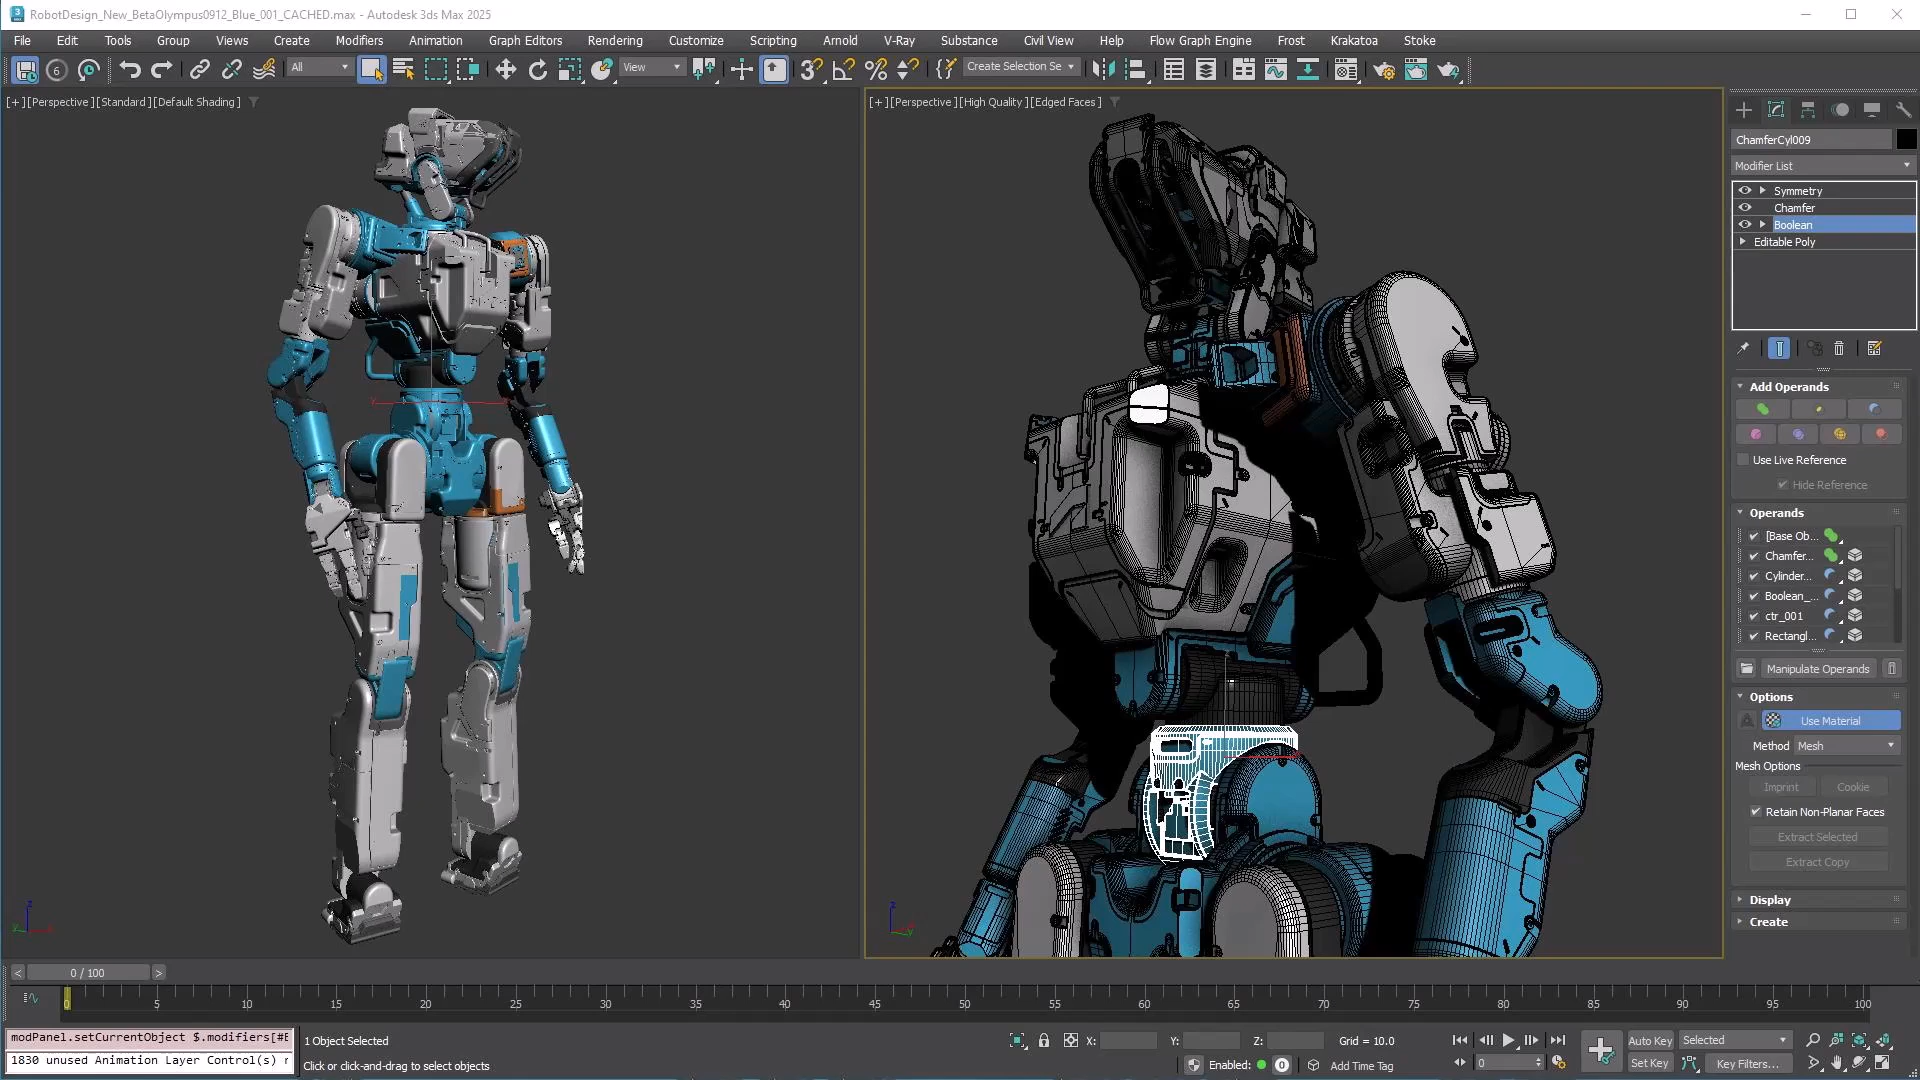 RobotDesign_New_BetaOlympus0912_Blue_001_CACHED.max - Autodesk 3ds Max 2025
File Edit Tools Group Views Create Modifiers Animation Graph Editors Rendering Customize Scripting Arnold V-Ray Substance Civil View Help Flow Graph Engine Frost Krakatoa Stoke
6 All View Create Selection Se
[+][Perspective][Standard][Default Shading]
[+][Perspective][High Quality][Edged Faces]
ChamferCyl009
Modifier List
Symmetry
Chamfer
Boolean
Editable Poly
Add Operands
Use Live Reference
Hide Reference
Operands
[Base Ob...
Chamfer...
Cylinder...
Boolean_...
ctr_001
Rectangl...
Manipulate Operands
Options
Use Material
Method Mesh
Mesh Options
Imprint Cookie
Retain Non-Planar Faces
Extract Selected
Extract Copy
Display
Create
z
y
z
< 0 / 100 >
0 5 10 15 20 25 30 35 40 45 50 55 60 65 70 75 80 85 90 95 100
modPanel.setCurrentObject $.modifiers[#E
1830 unused Animation Layer Control(s)
1 Object Selected
Click or click-and-drag to select objects
X: Y: Z: Grid = 10.0
Enabled: 0 Add Time Tag
0
Auto Key Selected
Set Key Key Filters...